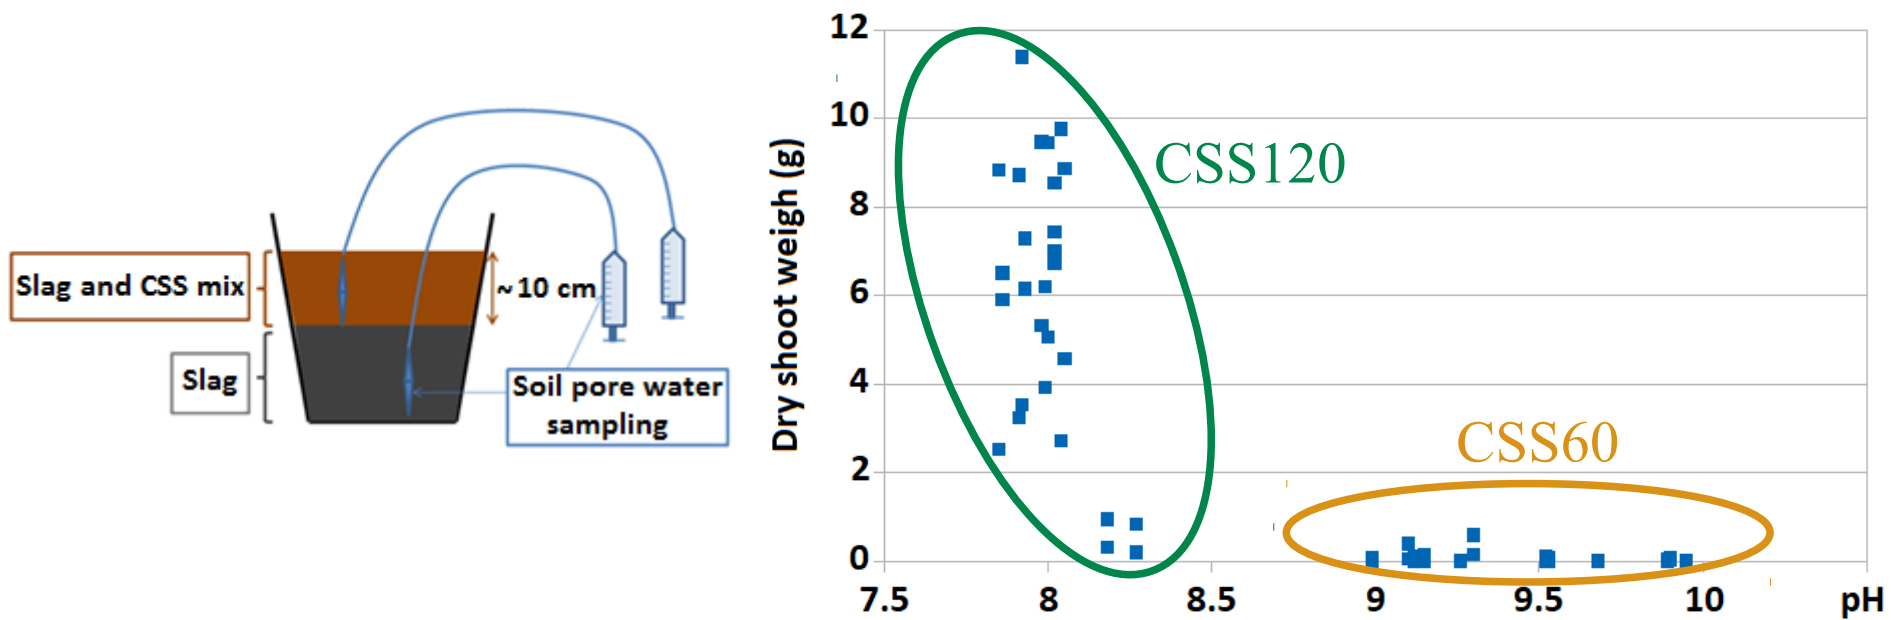 Slag and CSS mix
Slag
~ 10 cm
Soil pore water
sampling
Dry shoot weigh (g)
12
10
8
6
4
2
0
CSS120
CSS60
7.5 8 8.5 9 9.5 10 pH